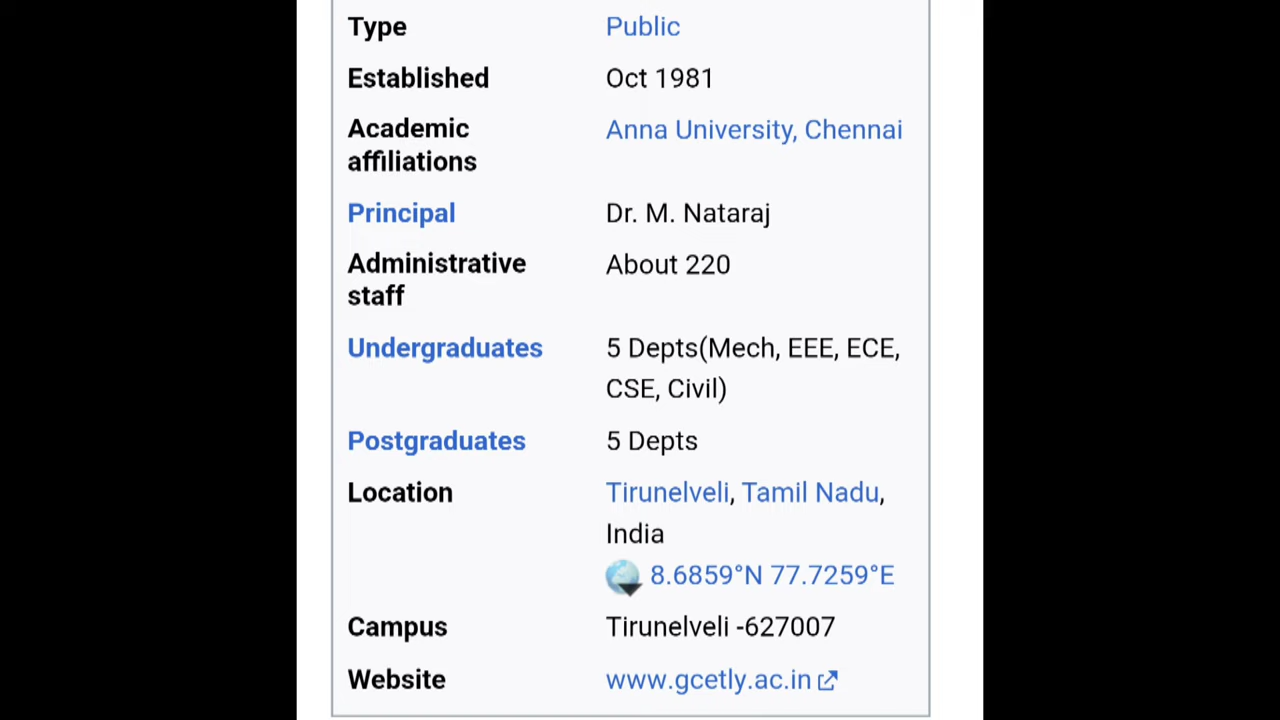 Type Public
Established Oct 1981
Academic Anna University, Chennai
affiliations
Principal Dr. M. Nataraj
Administrative About 220
staff
Undergraduates 5 Depts(Mech, EEE, ECE,
CSE, Civil)
Postgraduates 5 Depts
Location Tirunelveli, Tamil Nadu,
India
8.6859°N 77.7259°E
Campus Tirunelveli -627007
Website www.gcetly.ac.in